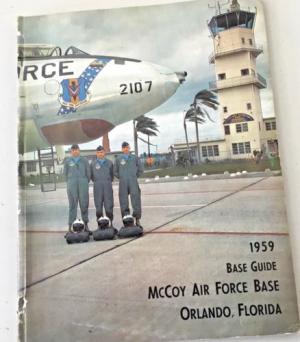 RCE
2107
1959
BASE GUIDE
MCCOY AIR FORCE BASE
ORLANDO, FLORIDA